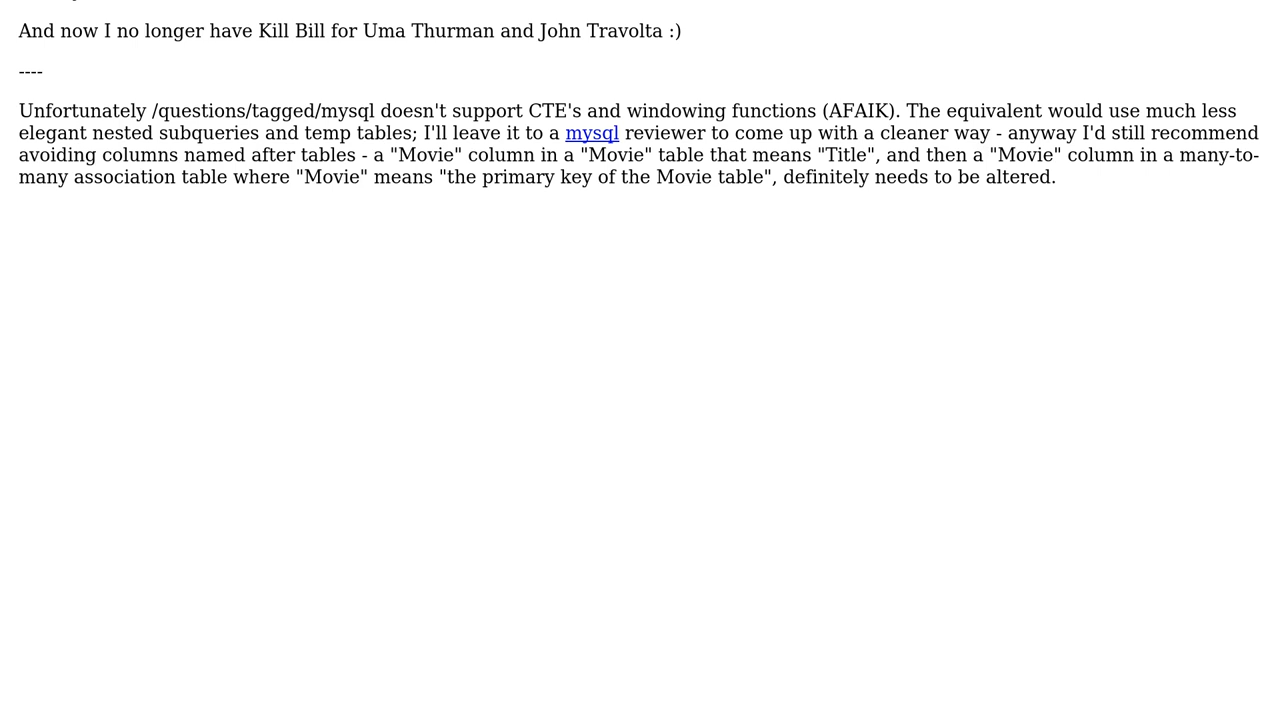 And now I no longer have Kill Bill for Uma Thurman and John Travolta :)
----
Unfortunately /questions/tagged/mysql doesn't support CTE's and windowing functions (AFAIK). The equivalent would use much less
elegant nested subqueries and temp tables; I'll leave it to a mysql reviewer to come up with a cleaner way - anyway I'd still recommend
avoiding columns named after tables - a "Movie" column in a "Movie" table that means "Title", and then a "Movie" column in a many-to-
many association table where "Movie" means "the primary key of the Movie table", definitely needs to be altered.